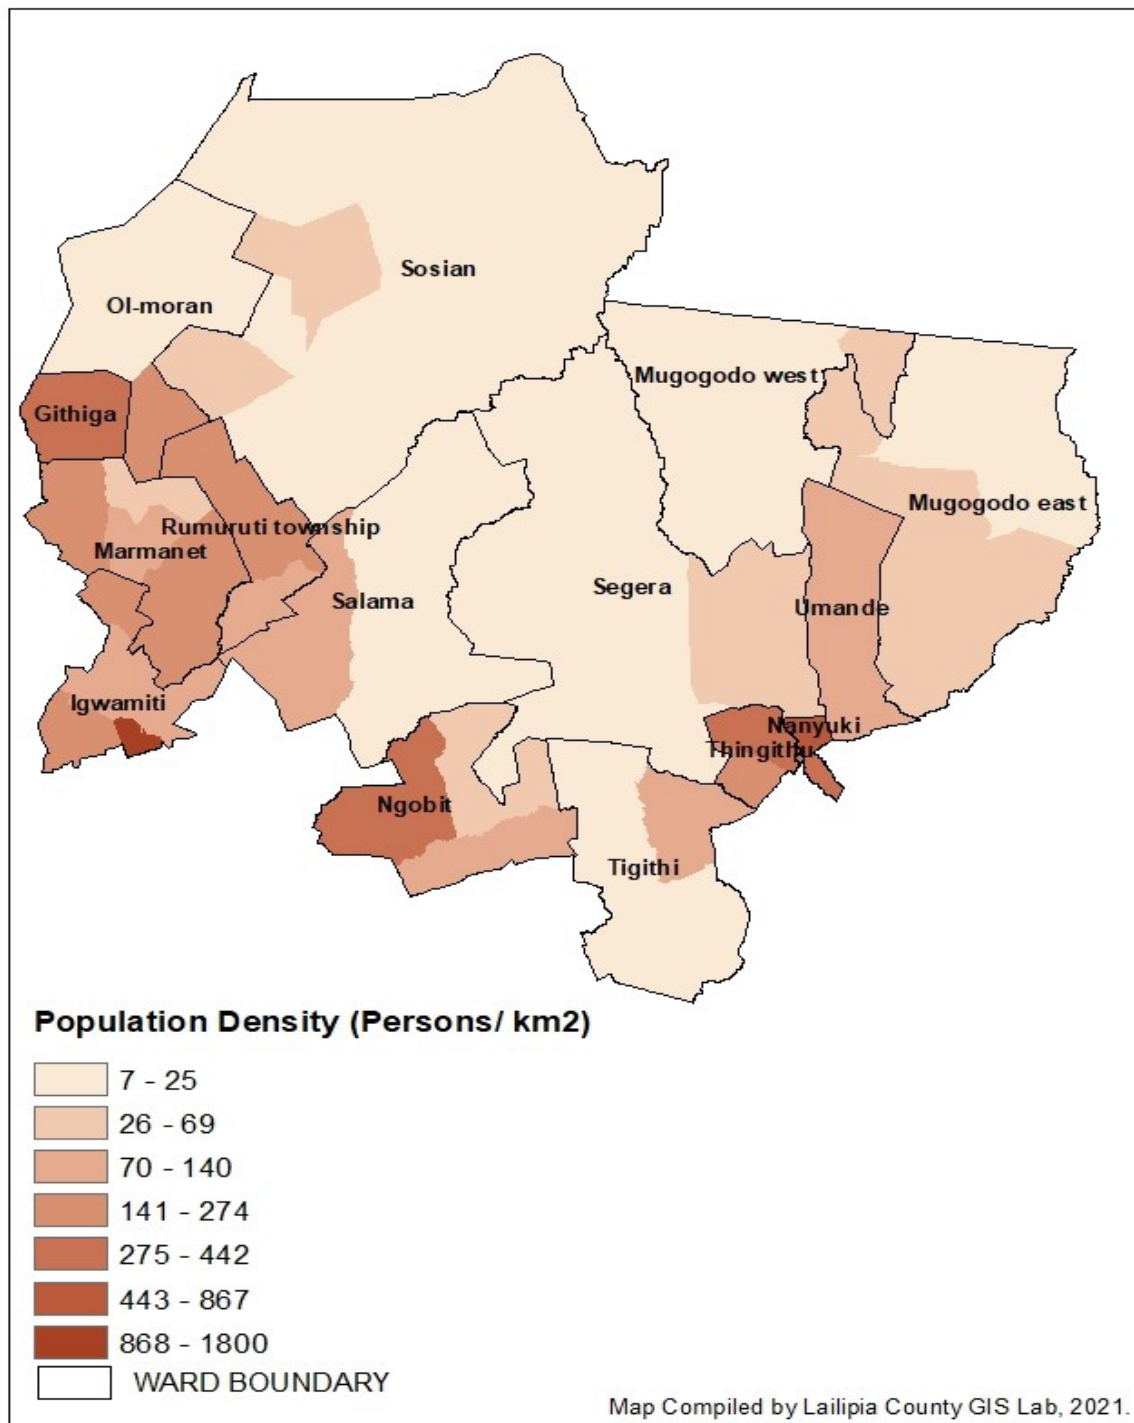 Sosian
Ol-moran
Mugogodo west
Githiga
Mugogodo east
Rumuruti township
Marmanet
Segera
Salama
Umande
Igwamiti
Nanyuki
Thingithu
Ngobit
Tigithi
Population Density (Persons/ km2)
7 - 25
26 - 69
70 - 140
141 - 274
275 - 442
443 - 867
868 - 1800
WARD BOUNDARY
Map Compiled by Lailipia County GIS Lab, 2021.